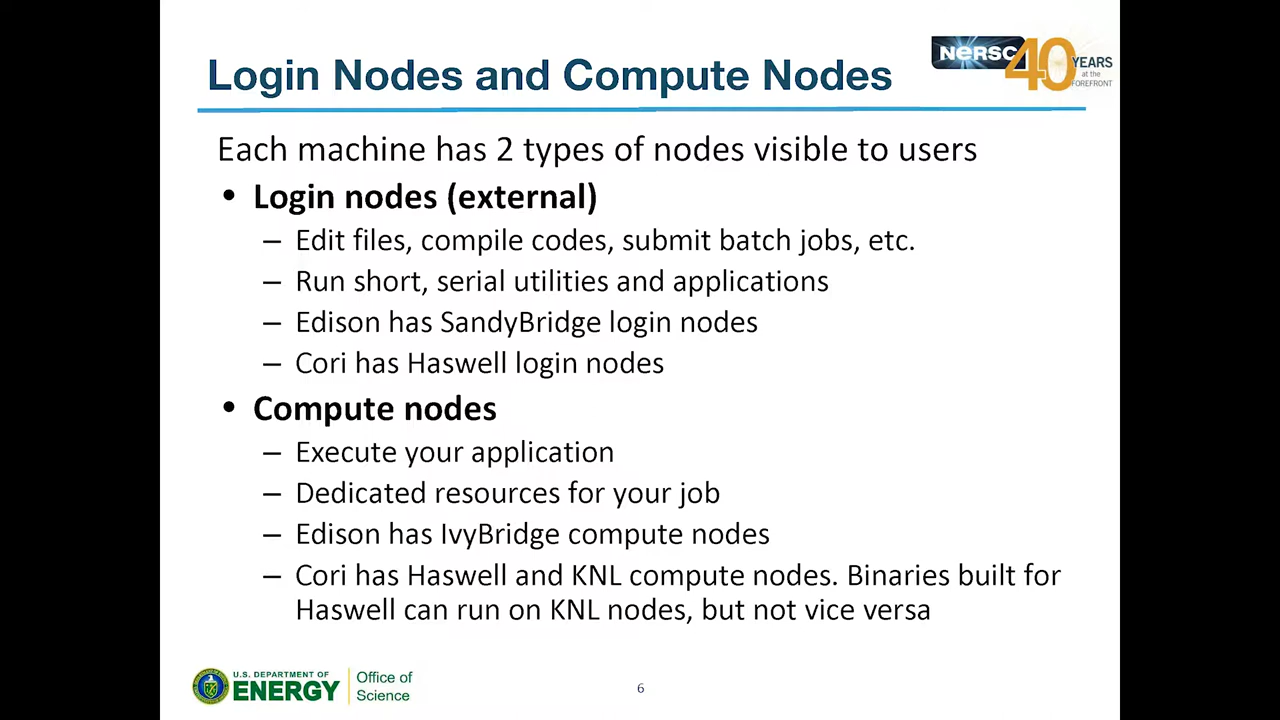 Login Nodes and Compute Nodes
NERSC 40 YEARS
at the
FOREFRONT
Each machine has 2 types of nodes visible to users
• Login nodes (external)
– Edit files, compile codes, submit batch jobs, etc.
– Run short, serial utilities and applications
– Edison has SandyBridge login nodes
– Cori has Haswell login nodes
• Compute nodes
– Execute your application
– Dedicated resources for your job
– Edison has IvyBridge compute nodes
– Cori has Haswell and KNL compute nodes. Binaries built for
Haswell can run on KNL nodes, but not vice versa
U.S. DEPARTMENT OF
ENERGY
Office of
Science
6